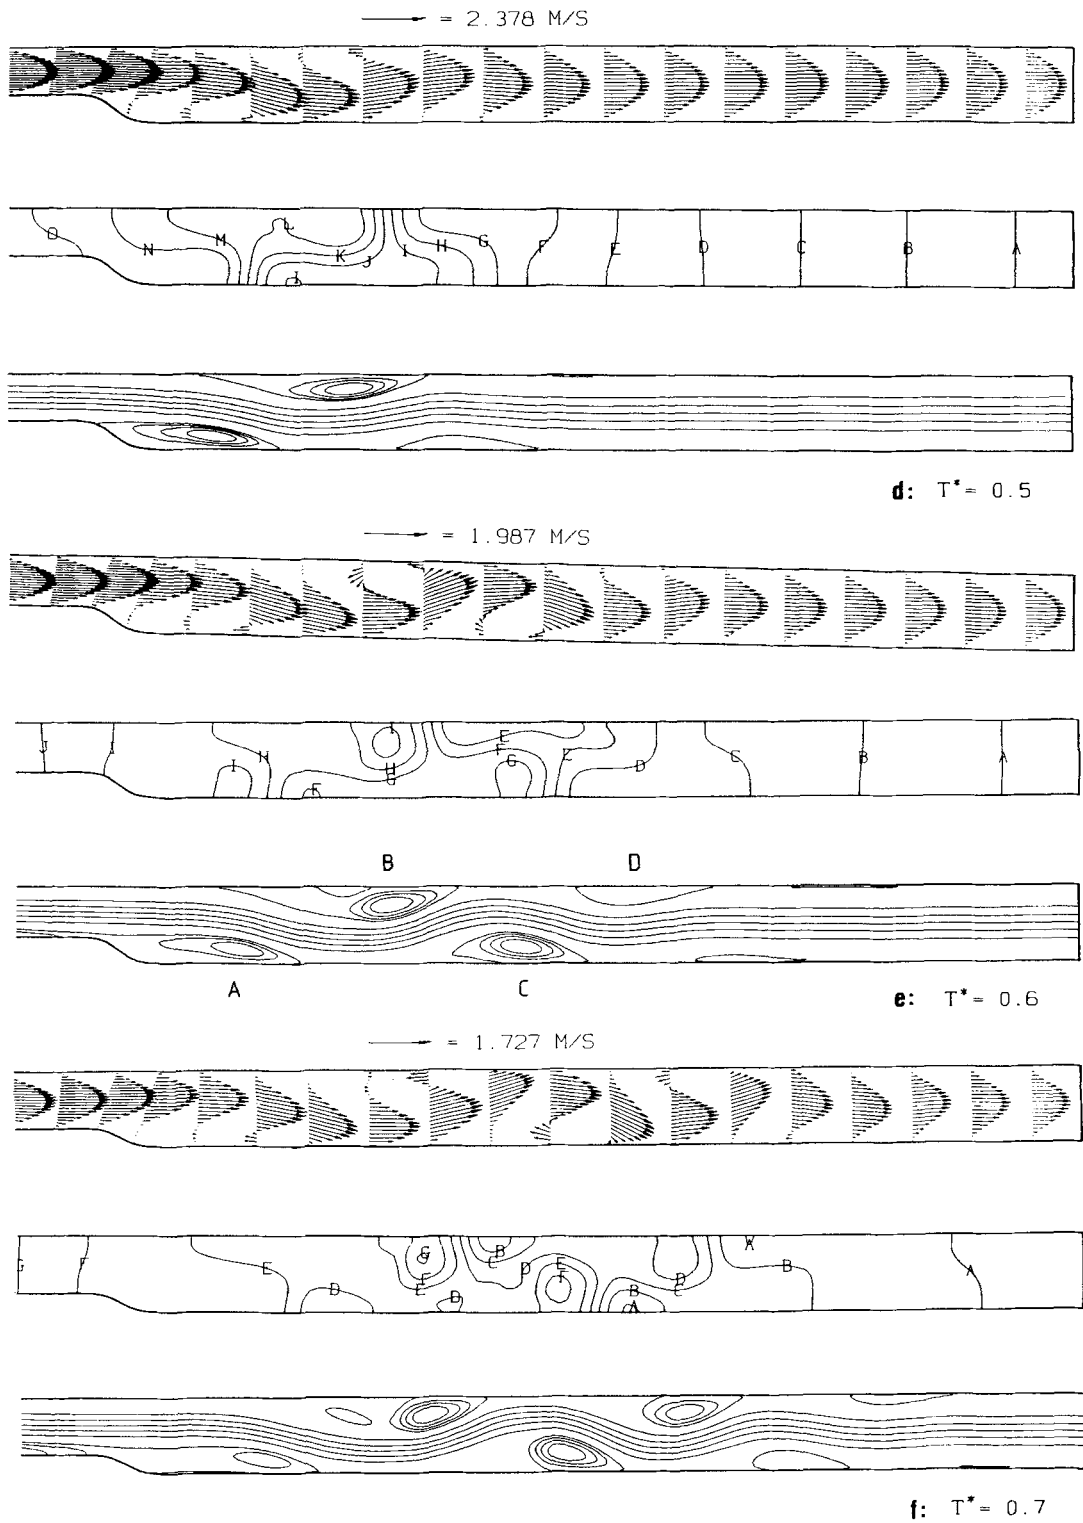 = 2.378 M/S
O N M L K J I H G F E D C B A
I
d: T* = 0.5
= 1.987 M/S
J I H I E F G E D C B A
I H G F
B D
A C
e: T* = 0.6
= 1.727 M/S
G F E D G F E D B C D E F B A C D A B A
f: T* = 0.7